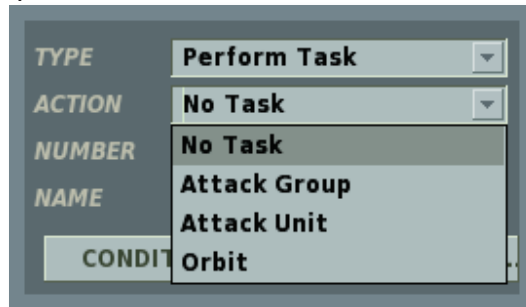 TYPE Perform Task
ACTION No Task
NUMBER No Task
Attack Group
NAME
Attack Unit
CONDIT Orbit